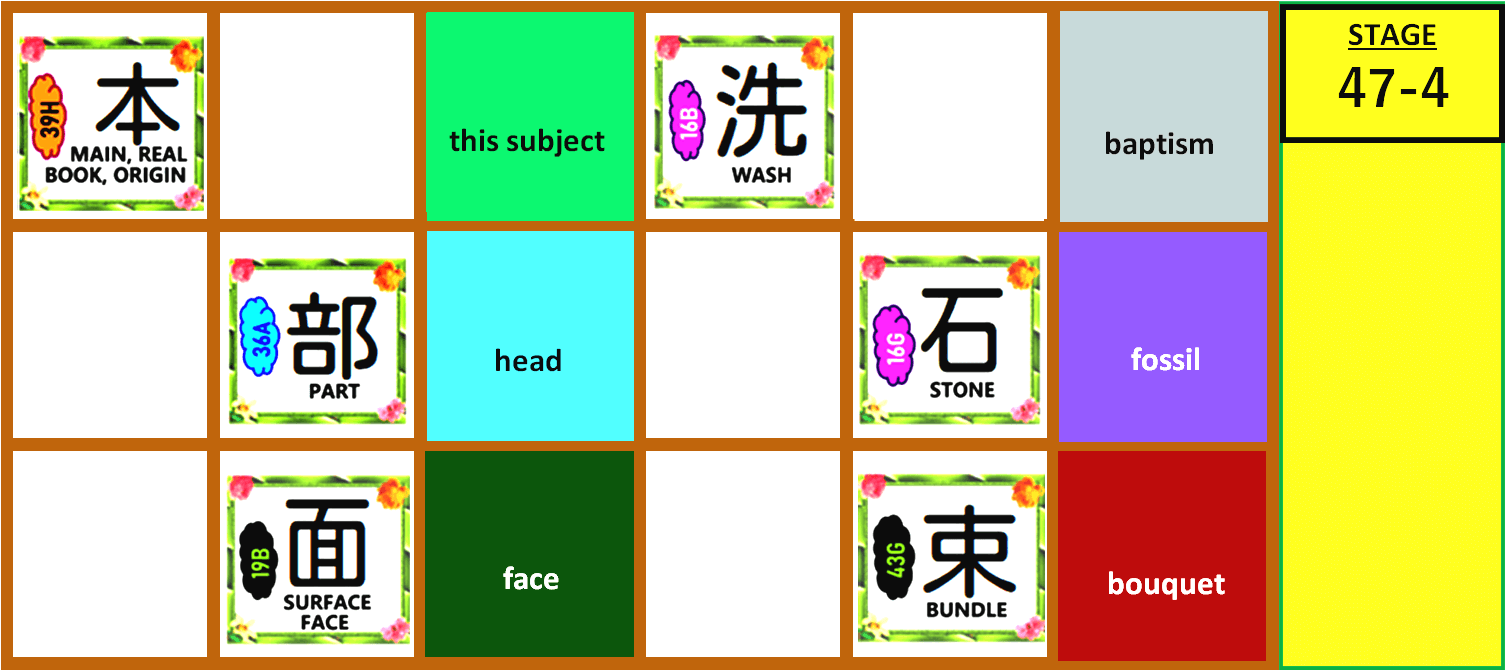 39H
本
MAIN, REAL
BOOK, ORIGIN
this subject
16B
洗
WASH
baptism
STAGE
47-4
36A
部
PART
head
16G
石
STONE
fossil
19B
面
SURFACE
FACE
face
43G
束
BUNDLE
bouquet